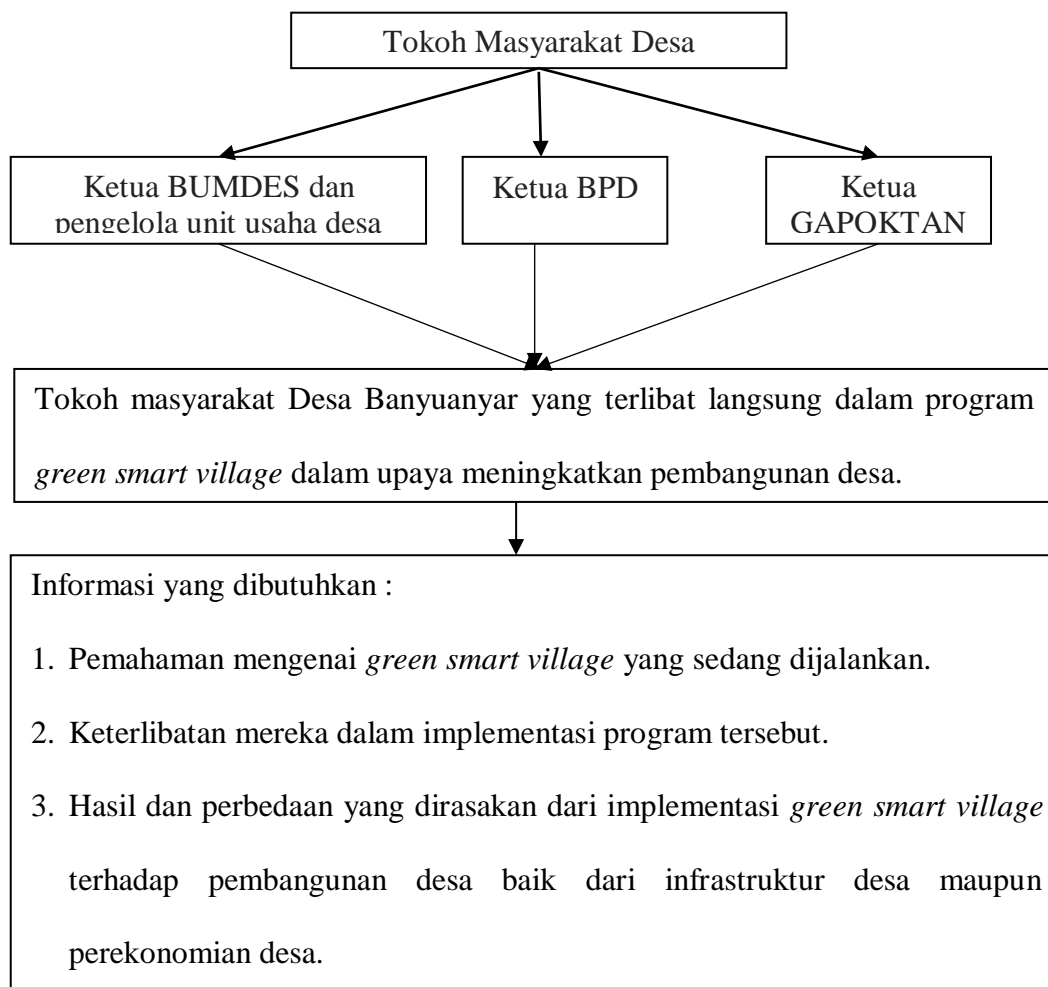 Tokoh Masyarakat Desa
Ketua BUMDES dan
pengelola unit usaha desa
Ketua BPD
Ketua
GAPOKTAN
Tokoh masyarakat Desa Banyuanyar yang terlibat langsung dalam program
green smart village dalam upaya meningkatkan pembangunan desa.
Informasi yang dibutuhkan :
1. Pemahaman mengenai green smart village yang sedang dijalankan.
2. Keterlibatan mereka dalam implementasi program tersebut.
3. Hasil dan perbedaan yang dirasakan dari implementasi green smart village
terhadap pembangunan desa baik dari infrastruktur desa maupun
perekonomian desa.